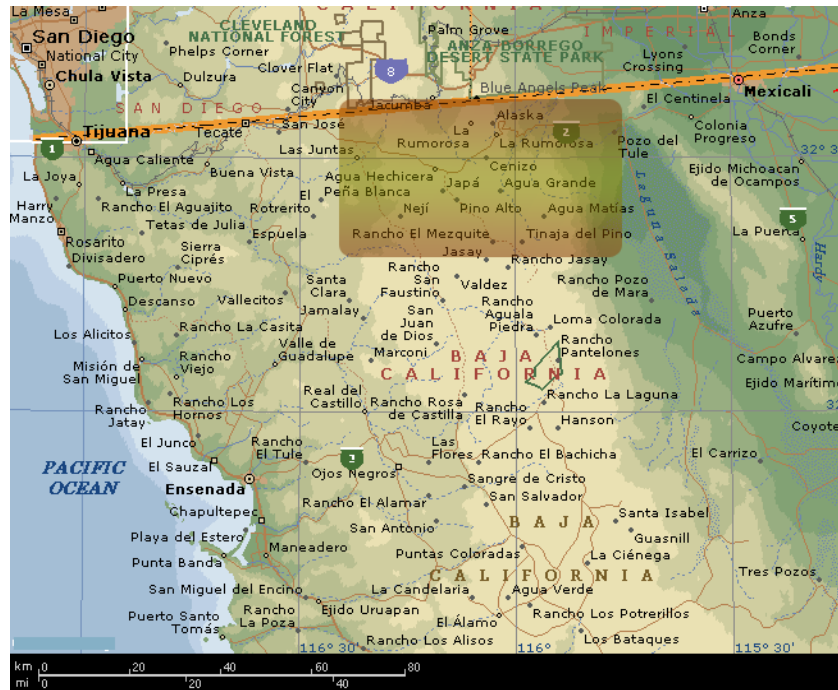 C A L I F O R N I A
La Mesa
CLEVELAND
NATIONAL FOREST
Palm Grove
Anza
San Diego
IMPERIAL
Bonds
Corner
National City
Phelps Corner
ANZA-BORREGO
DESERT STATE PARK
Lyons
Crossing
Chula Vista
Dulzura
Clover Flat
8
Canyon
City
Blue Angels Peak
Mexicali
SAN DIEGO
Jacumba
El Centinela
Tijuana
Tecate
San José
La
Rumorosa
Alaska
La Rumorosa
2
Pozo del
Tule
Colonia
Progreso
1
Agua Caliente
Las Juntas
Cenizo
32° 3
La Joya
Buena Vista
Agua Hechicera
Ejido Michoacan
de Ocampos
La Presa
El
Rotrerito
Peña Blanca
Japá
Agua Grande
Laguna Salada
Harry
Manzo
Rancho El Aguajito
Nejí
Pino Alto
Agua Matías
5
Tetas de Julia
La Puerta
Rosarito
Espuela
Rancho El Mezquite
Tinaja del Pino
Hardy
Divisadero
Sierra
Ciprés
Jasay
Rancho Jasay
Puerto Nuevo
Santa
Clara
Rancho
San
Faustino
Valdez
Rancho Pozo
de Mara
Descanso
Vallecitos
Jamalay
San
Juan
de Dios
Rancho
Aguala
Piedra
Loma Colorada
Puerto
Azufre
Los Alicitos
Rancho La Casita
Rancho
Pantelones
Misión de
San Miguel
Rancho
Viejo
Valle de
Guadalupe
Marconi
BAJA
CALIFORNIA
Campo Alvare
Ejido Marítimo
Rancho
Jatay
Rancho Los
Hornos
Real del
Castillo
Rancho Rosa
de Castilla
Rancho La Laguna
32
Rancho
El Rayo
Hanson
Coyote
El Junco
Rancho
El Tule
Las
Flores
Rancho El Bachicha
El Carrizo
El Sauzal
3
Ojos Negros
PACIFIC
OCEAN
Ensenada
Sangre de Cristo
Rancho El Alamar
San Salvador
Chapultepec
San Antonio
BAJA
Santa Isabel
Playa del Estero
Guasnill
Punta Banda
Maneadero
Puntas Coloradas
La Ciénega
CALIFORNIA
Tres Pozos
San Miguel del Encino
La Candelaria
Agua Verde
Puerto Santo
Tomás
Rancho
La Poza
Ejido Uruapan
El Álamo
Rancho Los Potrerillos
Rancho Los Alisos
Los Bataques
116° 30'
116°
115° 30'
km 0 20 40 60 80
mi 0 20 40